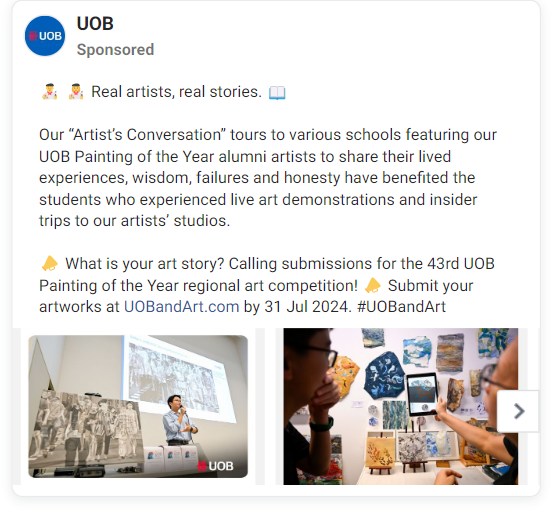 UOB
UOB
Sponsored
🧑‍🎨 🧑‍🎨 Real artists, real stories. 📖
Our “Artist’s Conversation” tours to various schools featuring our
UOB Painting of the Year alumni artists to share their lived
experiences, wisdom, failures and honesty have benefited the
students who experienced live art demonstrations and insider
trips to our artists’ studios.
📣 What is your art story? Calling submissions for the 43rd UOB
Painting of the Year regional art competition! 📣 Submit your
artworks at UOBandArt.com by 31 Jul 2024. #UOBandArt
UOB